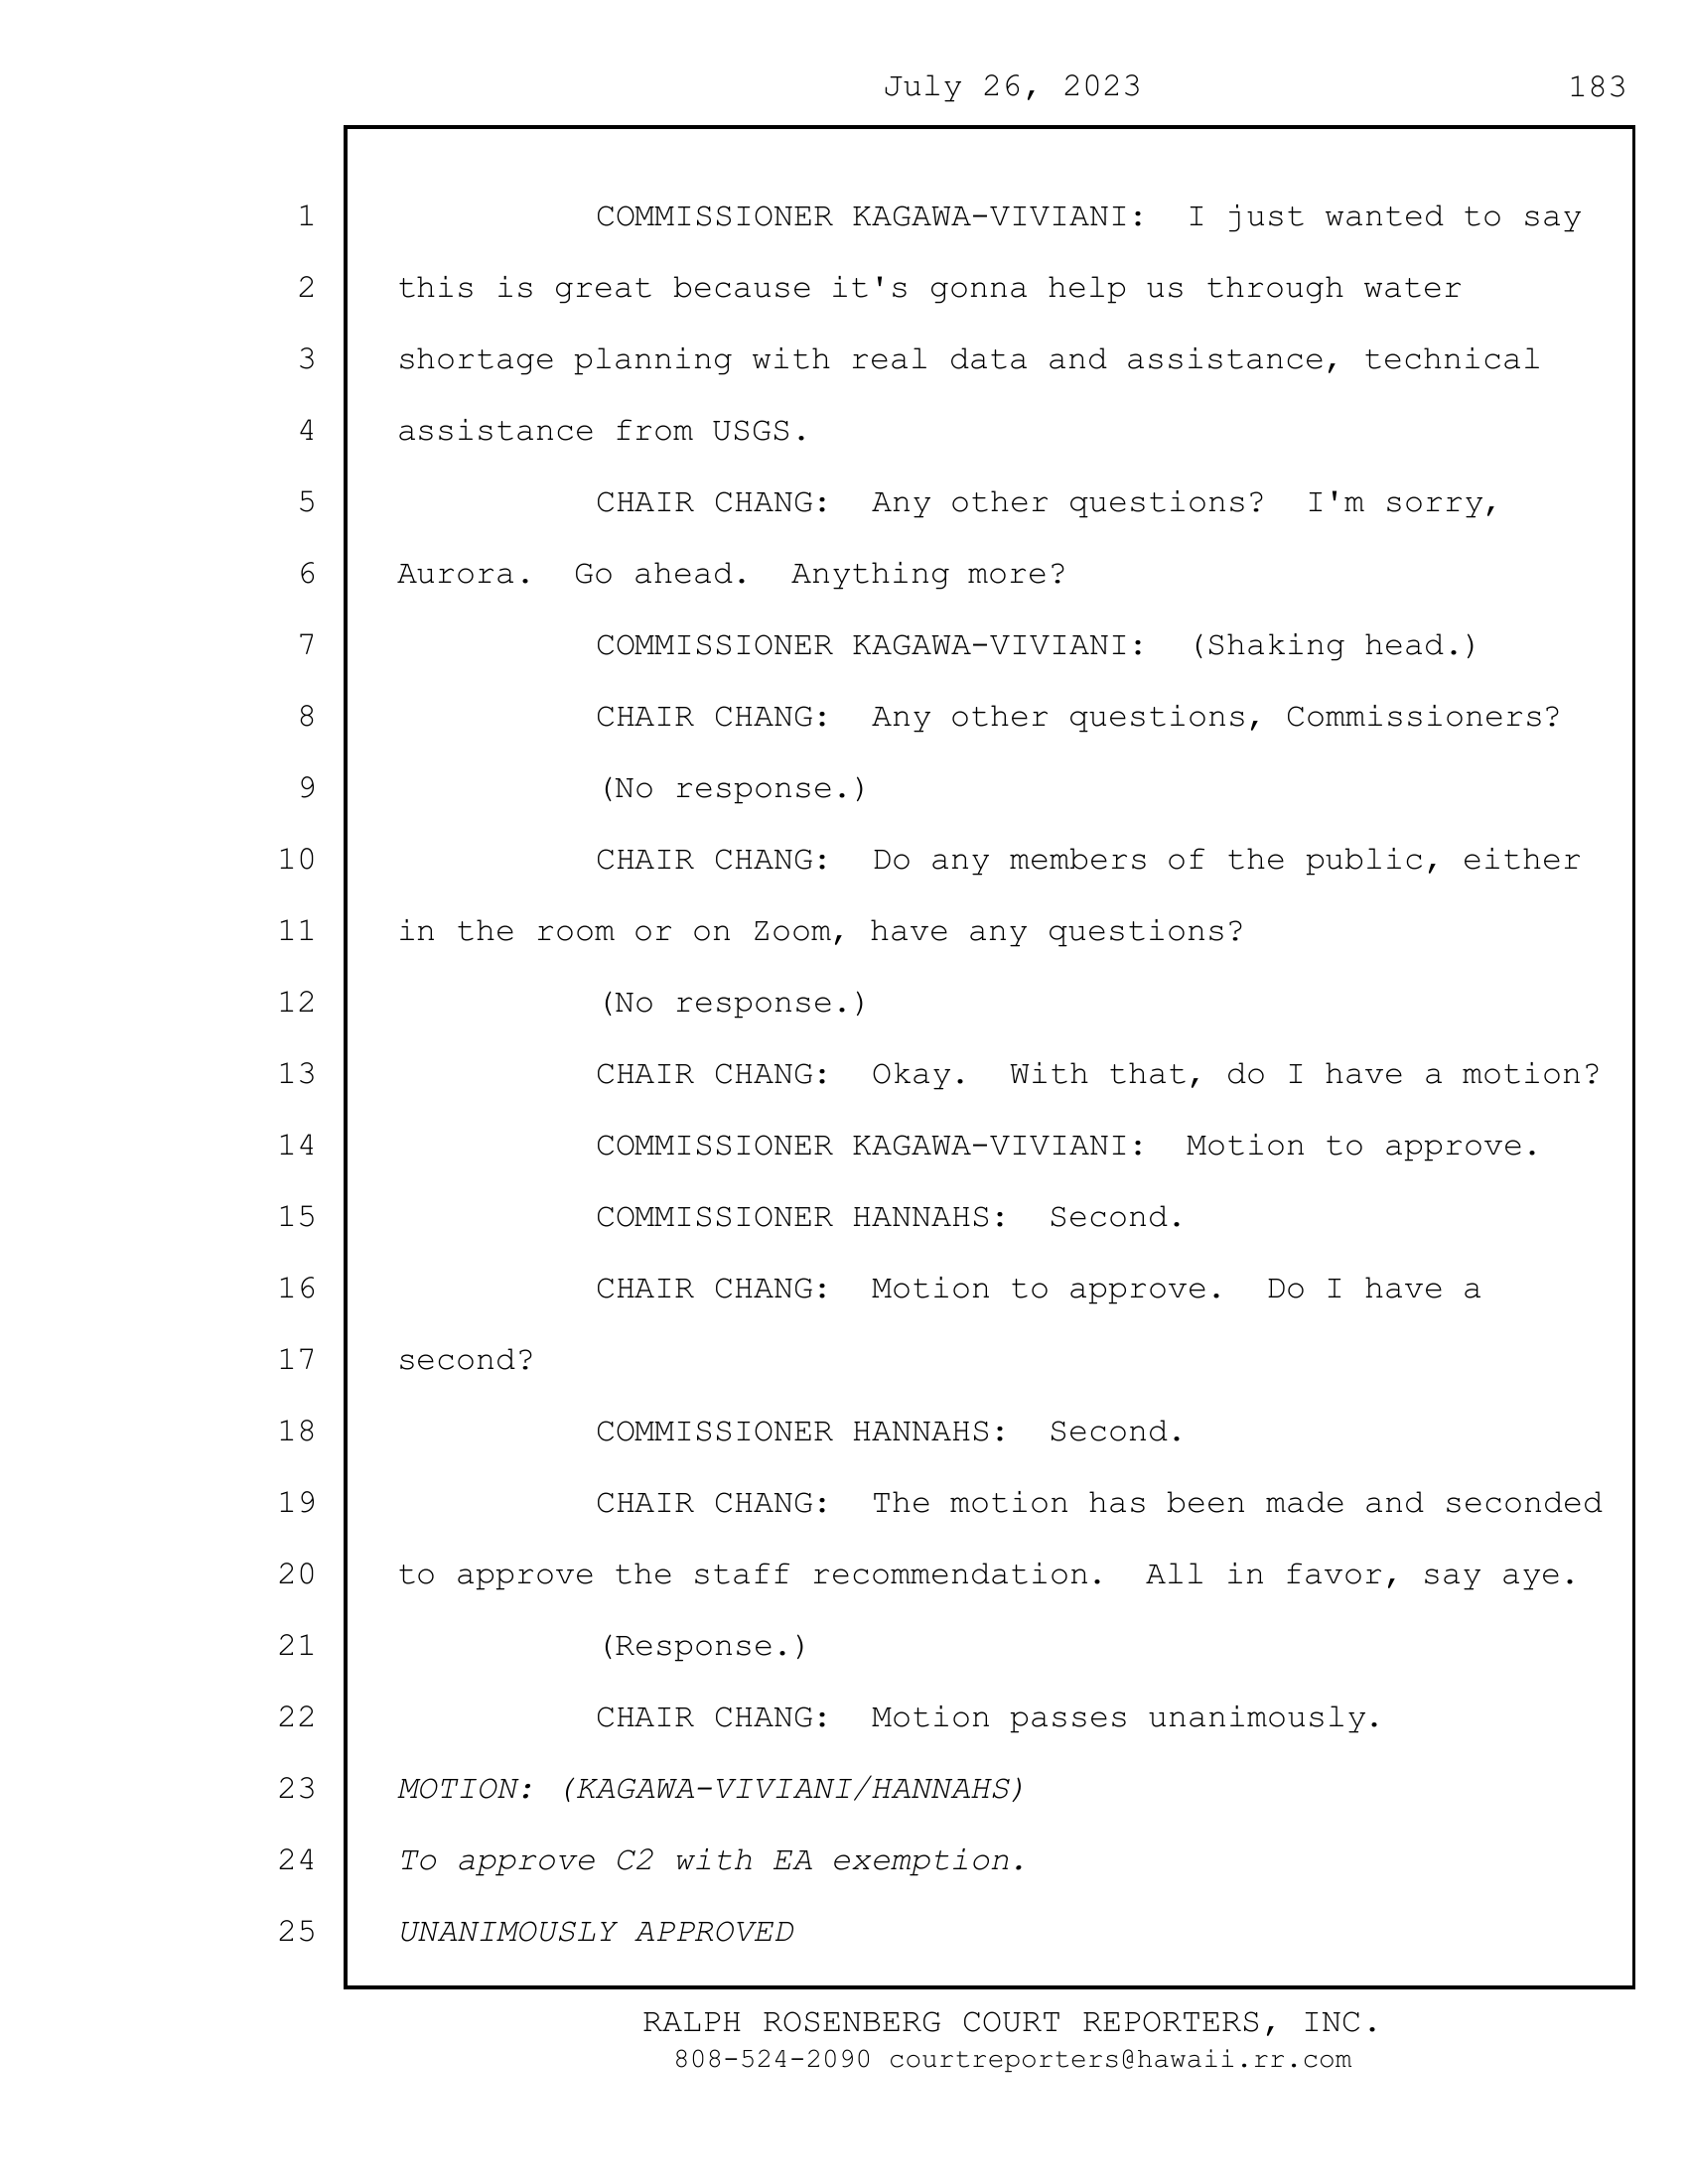 July 26, 2023 183
1 COMMISSIONER KAGAWA-VIVIANI:  I just wanted to say
2 this is great because it's gonna help us through water
3 shortage planning with real data and assistance, technical
4 assistance from USGS.
5 CHAIR CHANG:  Any other questions?  I'm sorry,
6 Aurora.  Go ahead.  Anything more?
7 COMMISSIONER KAGAWA-VIVIANI:  (Shaking head.)
8 CHAIR CHANG:  Any other questions, Commissioners?
9 (No response.)
10 CHAIR CHANG:  Do any members of the public, either
11 in the room or on Zoom, have any questions?
12 (No response.)
13 CHAIR CHANG:  Okay.  With that, do I have a motion?
14 COMMISSIONER KAGAWA-VIVIANI:  Motion to approve.
15 COMMISSIONER HANNAHS:  Second.
16 CHAIR CHANG:  Motion to approve.  Do I have a
17 second?
18 COMMISSIONER HANNAHS:  Second.
19 CHAIR CHANG:  The motion has been made and seconded
20 to approve the staff recommendation.  All in favor, say aye.
21 (Response.)
22 CHAIR CHANG:  Motion passes unanimously.
23 MOTION: (KAGAWA-VIVIANI/HANNAHS)
24 To approve C2 with EA exemption.
25 UNANIMOUSLY APPROVED
RALPH ROSENBERG COURT REPORTERS, INC.
808-524-2090 courtreporters@hawaii.rr.com